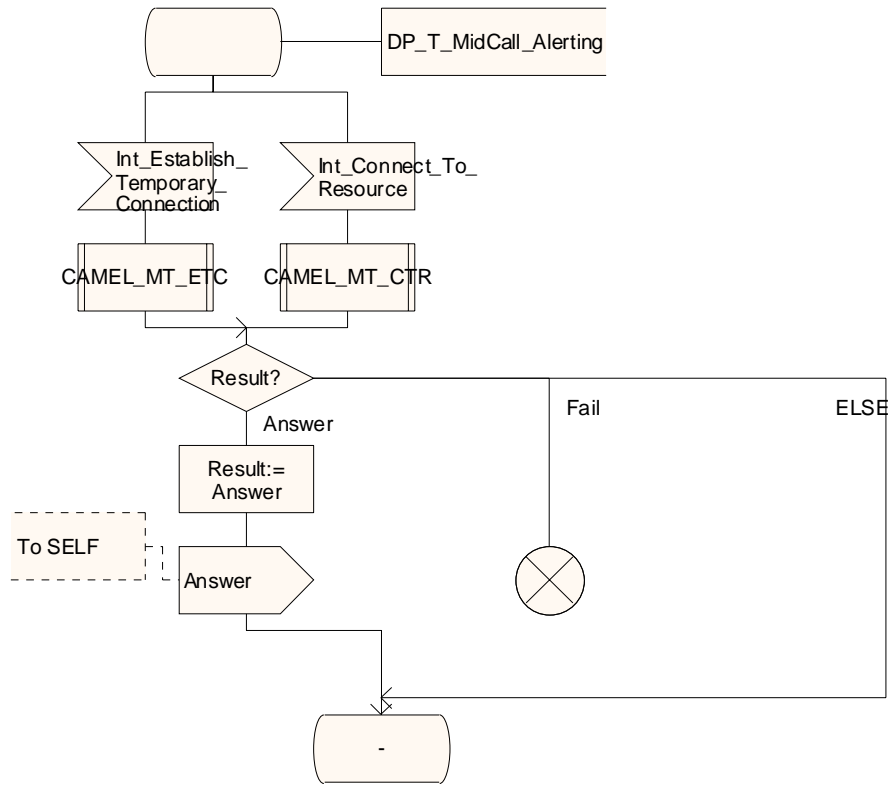 DP_T_MidCall_Alerting
Int_Establish_
Temporary_
Connection
Int_Connect_To_
Resource
CAMEL_MT_ETC
CAMEL_MT_CTR
Result?
Fail
ELSE
Answer
Result:=
Answer
To SELF
Answer
-